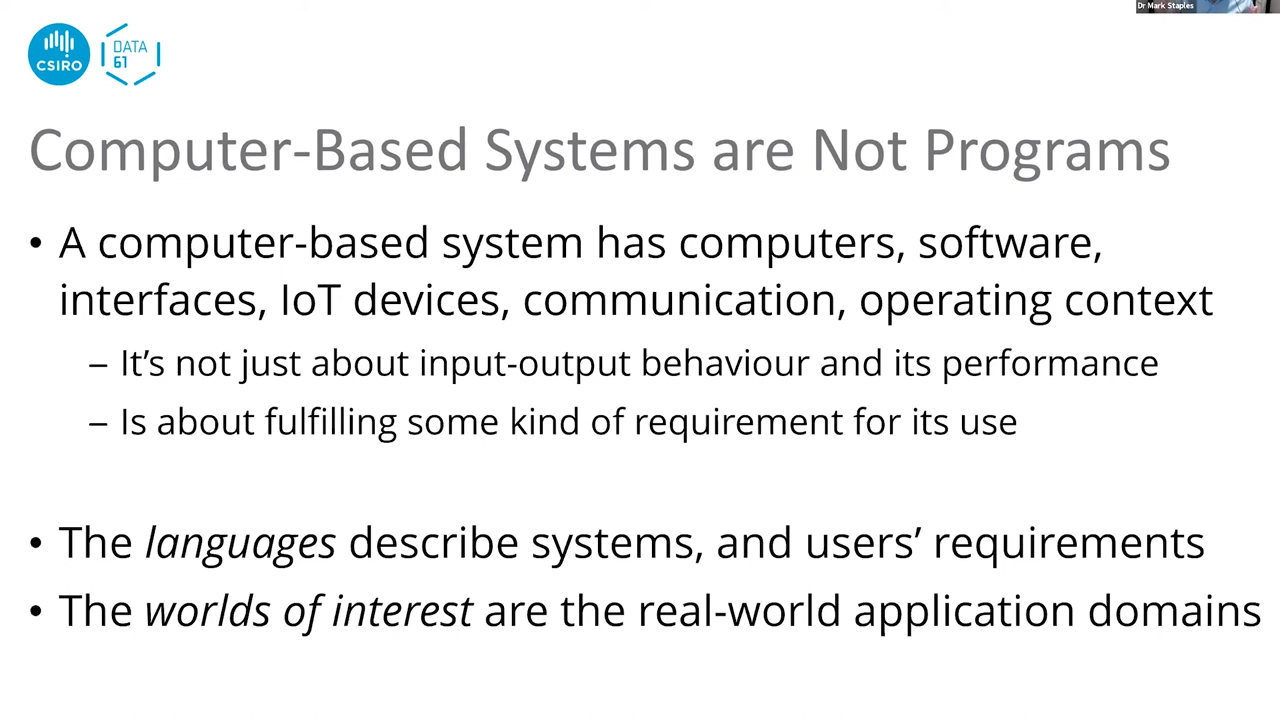 Dr Mark Staples
CSIRO
DATA
61
Computer-Based Systems are Not Programs
• A computer-based system has computers, software,
interfaces, IoT devices, communication, operating context
– It’s not just about input-output behaviour and its performance
– Is about fulfilling some kind of requirement for its use
• The languages describe systems, and users’ requirements
• The worlds of interest are the real-world application domains